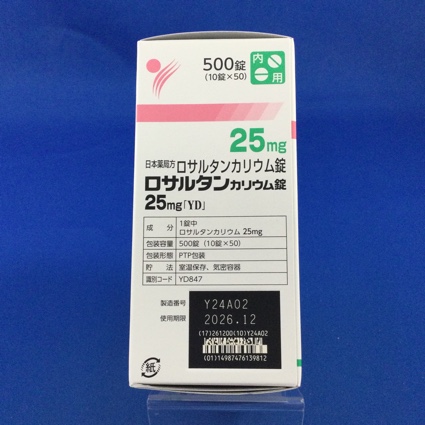 500錠
(10錠×50)
内用
25mg
日本薬局方 ロサルタンカリウム錠
ロサルタンカリウム錠
25mg「YD」
成分 1錠中
ロサルタンカリウム 25mg
包装容量 500錠 (10錠×50)
包装形態 PTP包装
貯法 室温保存、気密容器
識別コード YD847
製造番号 Y24A02
使用期限 2026.12
(17)261200(10)Y24A02
(01)14987476139812
紙